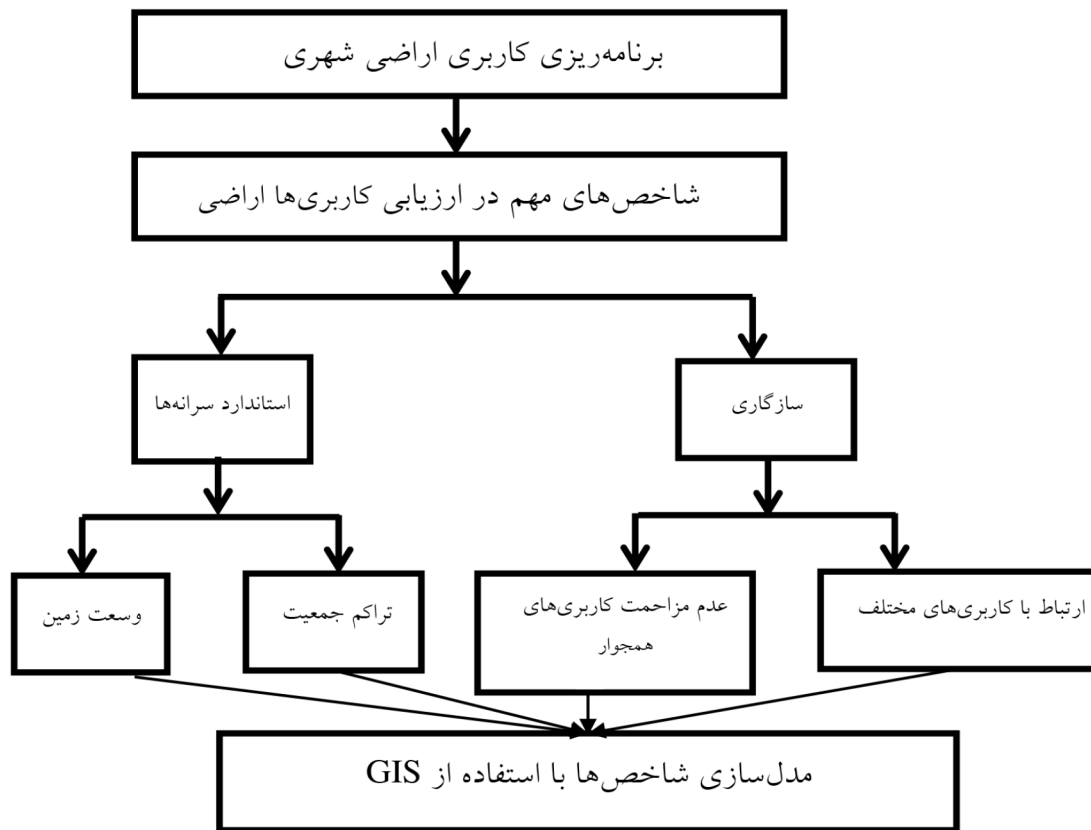 برنامه‌ریزی کاربری اراضی شهری
شاخص‌های مهم در ارزیابی کاربری‌ها اراضی
سازگاری
استاندارد سرانه‌ها
ارتباط با کاربری‌های مختلف
عدم مزاحمت کاربری‌های
همجوار
تراکم جمعیت
وسعت زمین
مدل‌سازی شاخص‌ها با استفاده از GIS